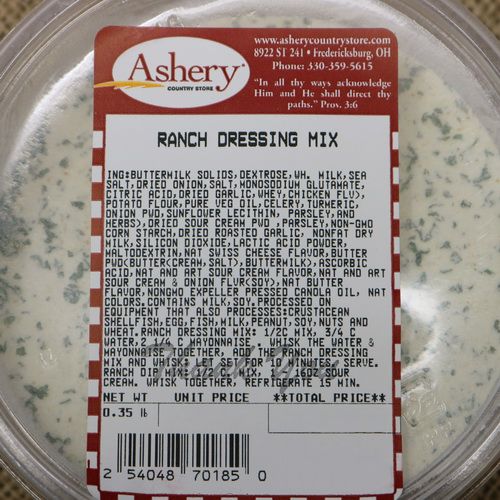 Ashery
COUNTRY STORE
www.asherycountrystore.com
8922 ST 241 • Fredericksburg, OH
Phone: 330-359-5615
"In all thy ways acknowledge
Him and He shall direct thy
paths." Prov. 3:6
RANCH DRESSING MIX
ING:BUTTERMILK SOLIDS,DEXTROSE,WH. MILK,SEA
SALT,DRIED ONION,SALT,MONOSODIUM GLUTAMATE,
CITRIC ACID,DRIED GARLIC,WHEY,CHICKEN FLV),
POTATO FLOUR,PURE VEG OIL,CELERY,TURMERIC,
ONION PWD,SUNFLOWER LECITHIN, PARSLEY,AND
HERBS),DRIED SOUR CREAM PWD ,PARSLEY,NON-GMO
CORN STARCH,DRIED ROASTED GARLIC, NONFAT DRY
MILK,SILICON DIOXIDE,LACTIC ACID POWDER,
MALTODEXTRIN,NAT SWISS CHEESE FLAVOR,BUTTER
PWD<BUTTER(CREAM,SALT),BUTTERMILK),ASCORBIC
ACID,NAT AND ART SOUR CREAM FLAVOR,NAT AND ART
SOUR CREAM & ONION FLVR(SOY),NAT BUTTER
FLAVOR,NONGMO EXPELLER PRESSED CANOLA OIL, NAT
COLORS.CONTAINS MILK,SOY.PROCESSED ON
EQUIPMENT THAT ALSO PROCESSES:CRUSTACEAN
SHELLFISH,EGG,FISH,MILK,PEANUT,SOY,NUTS AND
WHEAT.RANCH DRESSING MIX: 1/2C MIX, 3/4 C
WATER,2 1/4 C MAYONNAISE. WHISK THE WATER &
MAYONNAISE TOGETHER, ADD THE RANCH DRESSING
MIX AND WHISK; LET SET FOR 10 MINUTES, SERVE.
RANCH DIP MIX: 1/2 C. MIX, 1 - 16OZ SOUR
CREAM. WHISK TOGETHER, REFRIGERATE 15 MIN.
Thank You
NET WT UNIT PRICE **TOTAL PRICE**
0.35 lb
2 54048 70185 0